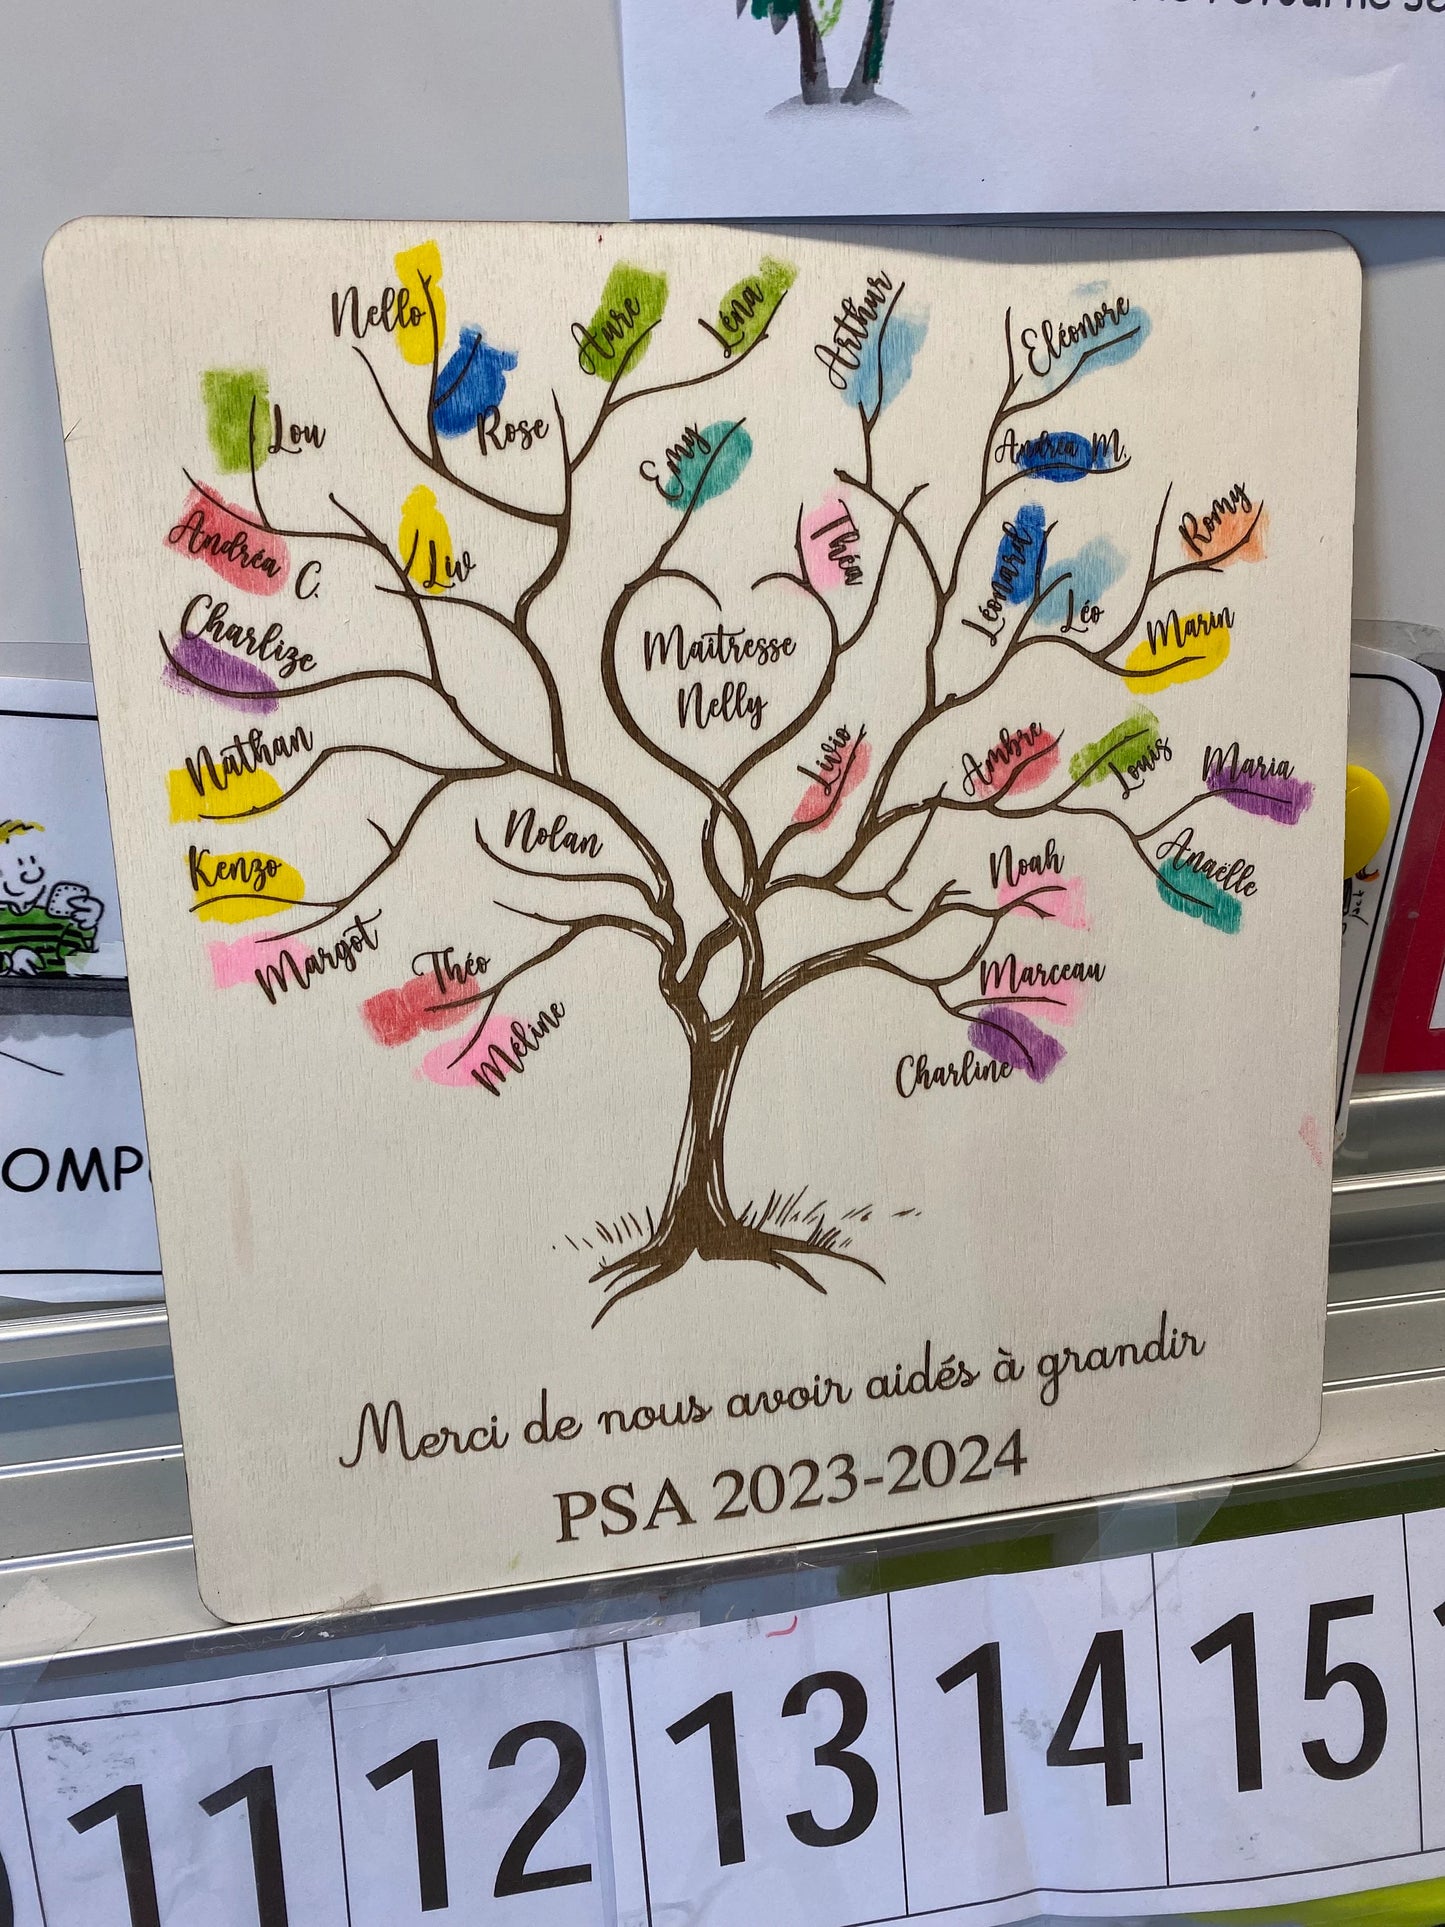 Nello
Aure
Léna
Arthur
Eléonore
Lou
Rose
Emy
Andréa M.
Andréa C.
Liv
Théa
Léonard
Léo
Romy
Charlize
Maîtresse
Nelly
Marin
Nathan
Livio
Ambre
Louis
Maria
Nolan
Kenzo
Noah
Anaëlle
Margot
Théo
Marceau
Méline
Charline
Merci de nous avoir aidés à grandir
PSA 2023-2024
11 12 13 14 15